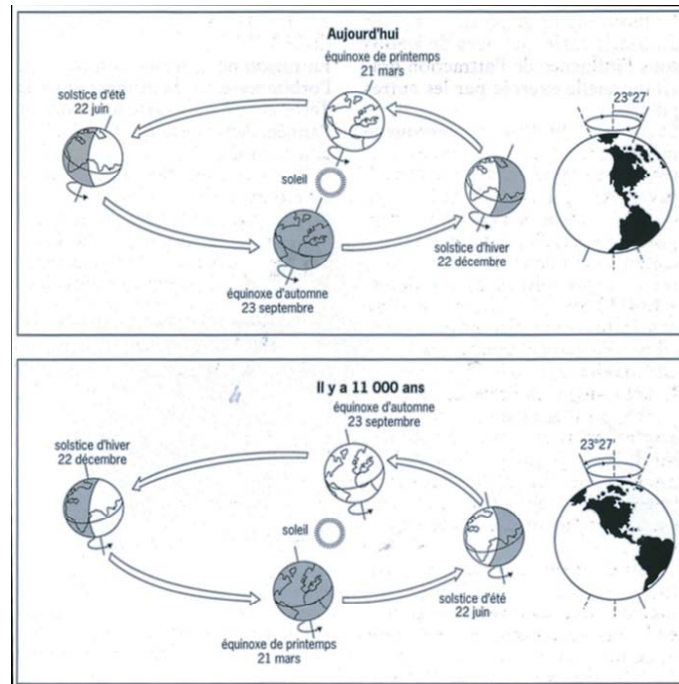 Aujourd'hui
équinoxe de printemps
21 mars
solstice d'été
22 juin
23°27'
soleil
solstice d'hiver
22 décembre
équinoxe d'automne
23 septembre
Il y a 11 000 ans
équinoxe d'automne
23 septembre
solstice d'hiver
22 décembre
23°27'
soleil
solstice d'été
22 juin
équinoxe de printemps
21 mars